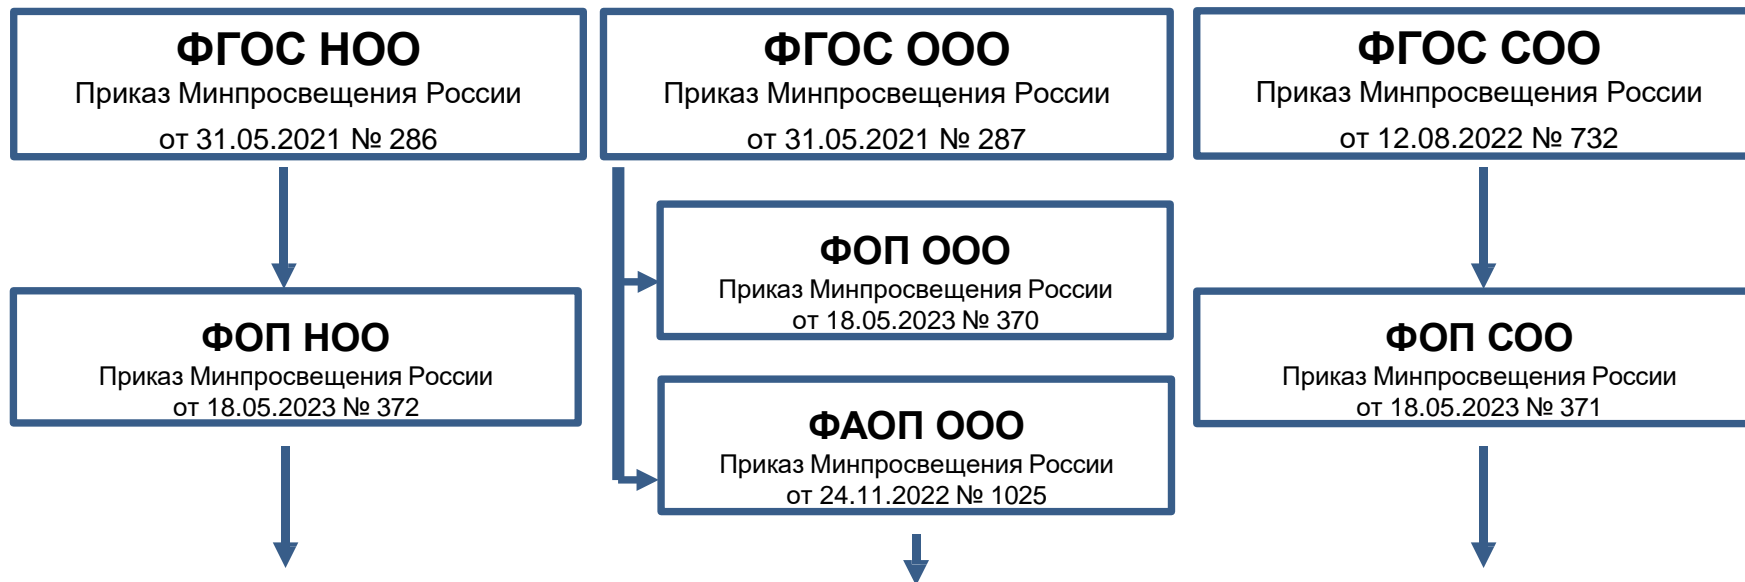 ФГОС НОО
Приказ Минпросвещения России
от 31.05.2021 № 286
ФГОС ООО
Приказ Минпросвещения России
от 31.05.2021 № 287
ФГОС СОО
Приказ Минпросвещения России
от 12.08.2022 № 732
ФОП НОО
Приказ Минпросвещения России
от 18.05.2023 № 372
ФОП ООО
Приказ Минпросвещения России
от 18.05.2023 № 370
ФАОП ООО
Приказ Минпросвещения России
от 24.11.2022 № 1025
ФОП СОО
Приказ Минпросвещения России
от 18.05.2023 № 371